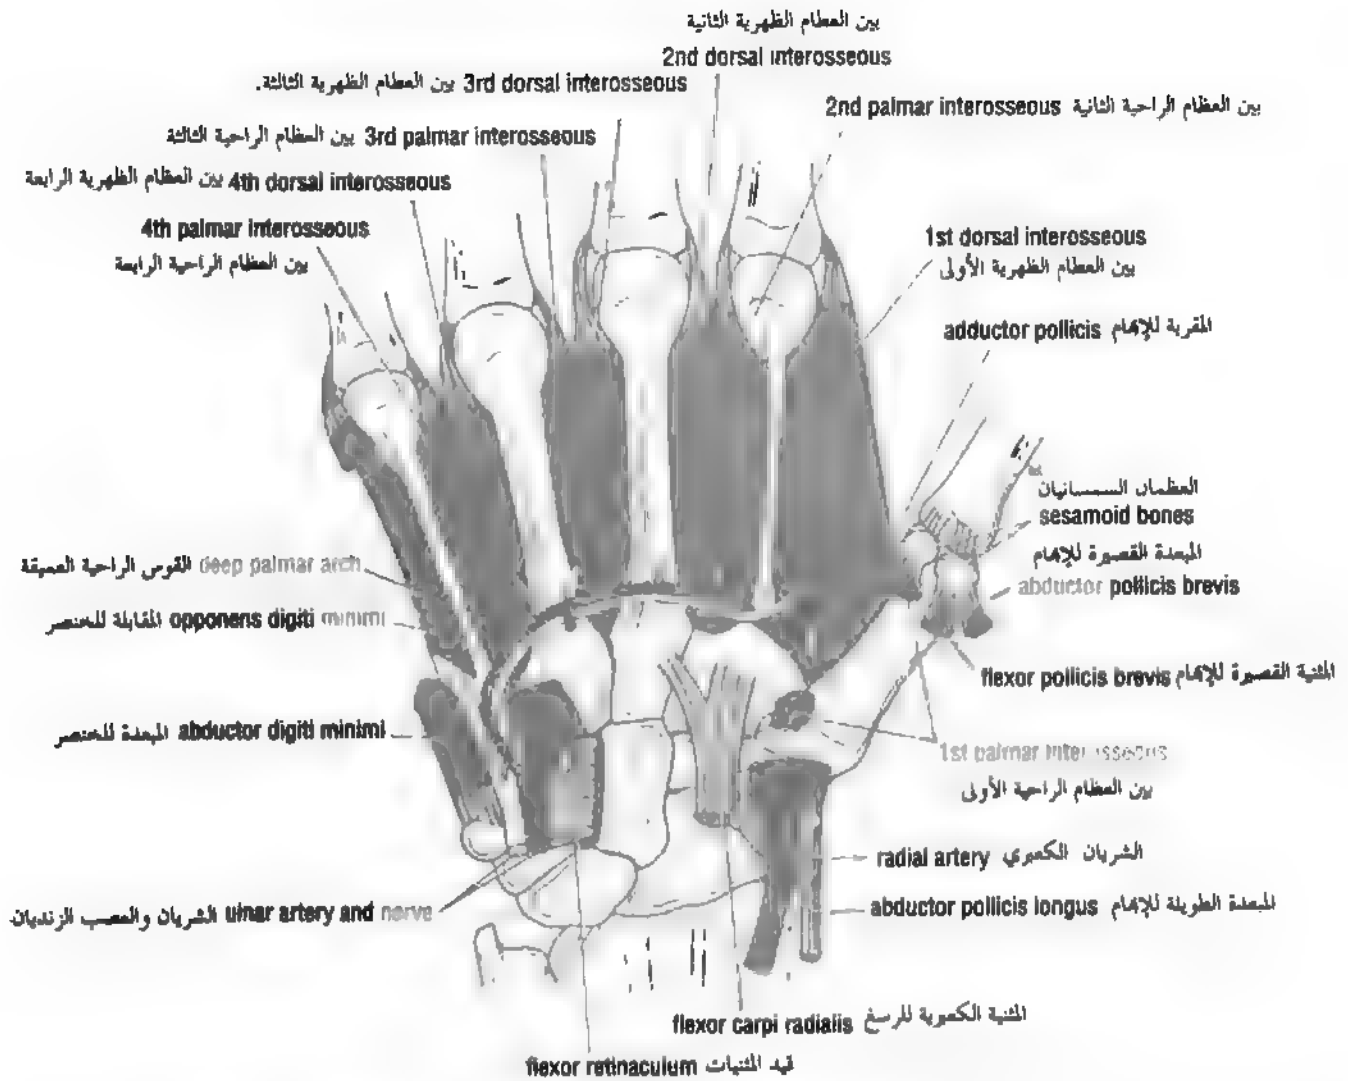 بين العظام الظهرية الثانية
2nd dorsal interosseous
بين العظام الظهرية الثالثة. 3rd dorsal interosseous
2nd palmar interosseous بين العظام الراحية الثانية
بين العظام الراحية الثالثة 3rd palmar interosseous
بين العظام الظهرية الرابعة 4th dorsal interosseous
4th palmar interosseous
بين العظام الراحية الرابعة
1st dorsal interosseous
بين العظام الظهرية الأولى
adductor pollicis المقربة للإبهام
العظمان السمسانيان
sesamoid bones
المبعدة القصيرة للإبهام
abductor pollicis brevis
القوس الراحية العميقة deep palmar arch
المقابلة للخنصر opponens digiti minimi
flexor pollicis brevis المثنية القصيرة للإبهام
المبعدة للخنصر abductor digiti minimi
1st palmar interosseous
بين العظام الراحية الأولى
radial artery الشريان الكعبري
abductor pollicis longus المبعدة الطويلة للإبهام
الشريان والعصب الزنديان. ulnar artery and nerve
flexor carpi radialis المثنية الكعبرية للرسغ
flexor retinaculum قيد المثنيات